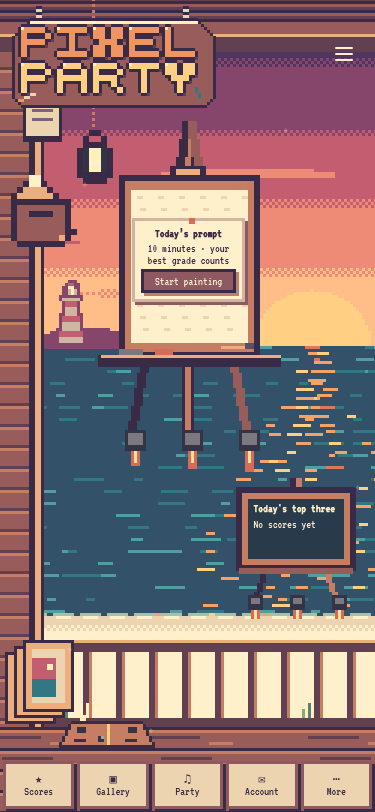 PIXEL
PARTY
Today's prompt
10 minutes · your
best grade counts
Start painting
Today's top three
No scores yet
Scores
Gallery
Party
Account
More